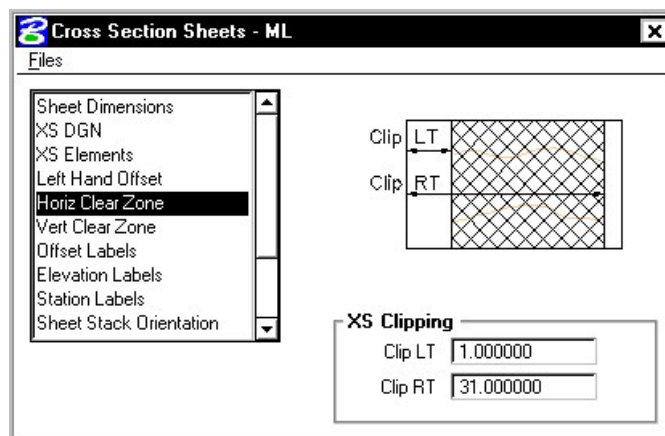 Cross Section Sheets - ML
Files
Sheet Dimensions
XS DGN
XS Elements
Left Hand Offset
Horiz Clear Zone
Vert Clear Zone
Offset Labels
Elevation Labels
Station Labels
Sheet Stack Orientation
Clip LT
Clip RT
XS Clipping
Clip LT 1.000000
Clip RT 31.000000